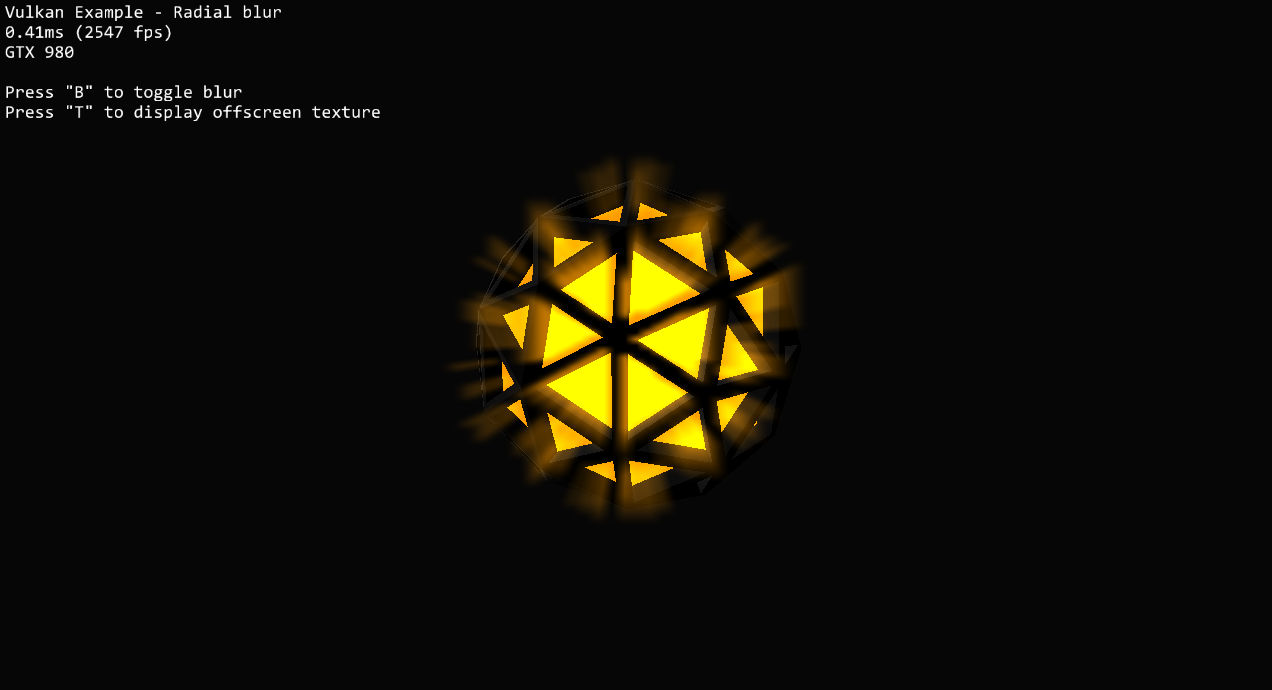 Vulkan Example - Radial blur
0.41ms (2547 fps)
GTX 980
Press "B" to toggle blur
Press "T" to display offscreen texture